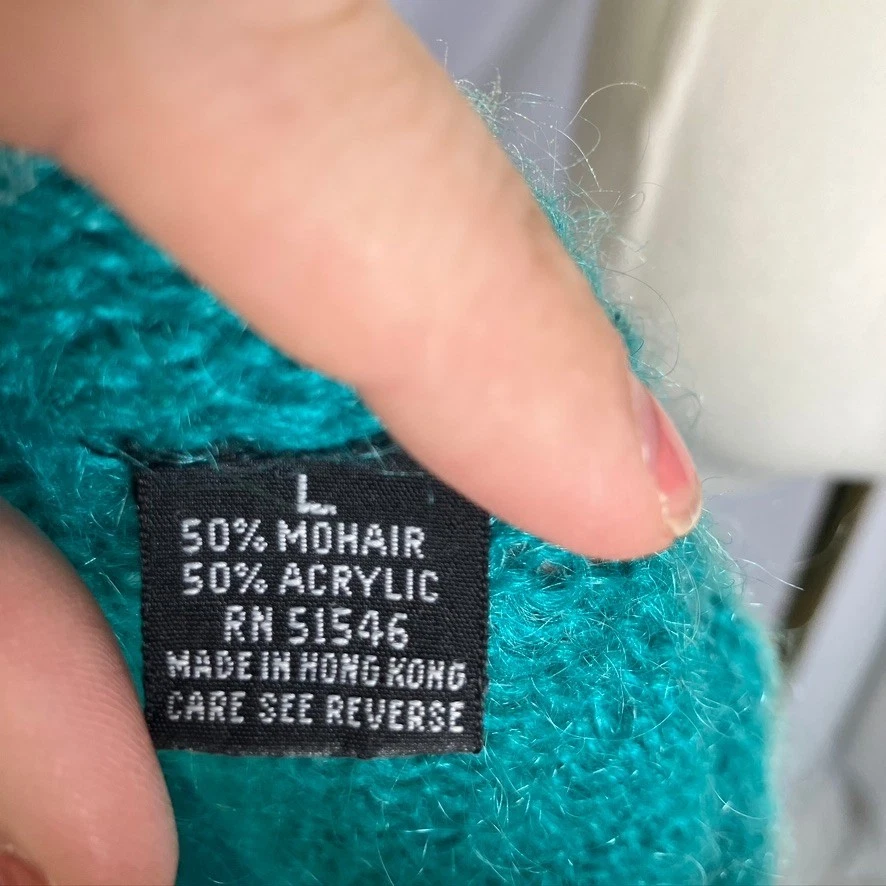 L
50% MOHAIR
50% ACRYLIC
RN 51546
MADE IN HONG KONG
CARE SEE REVERSE